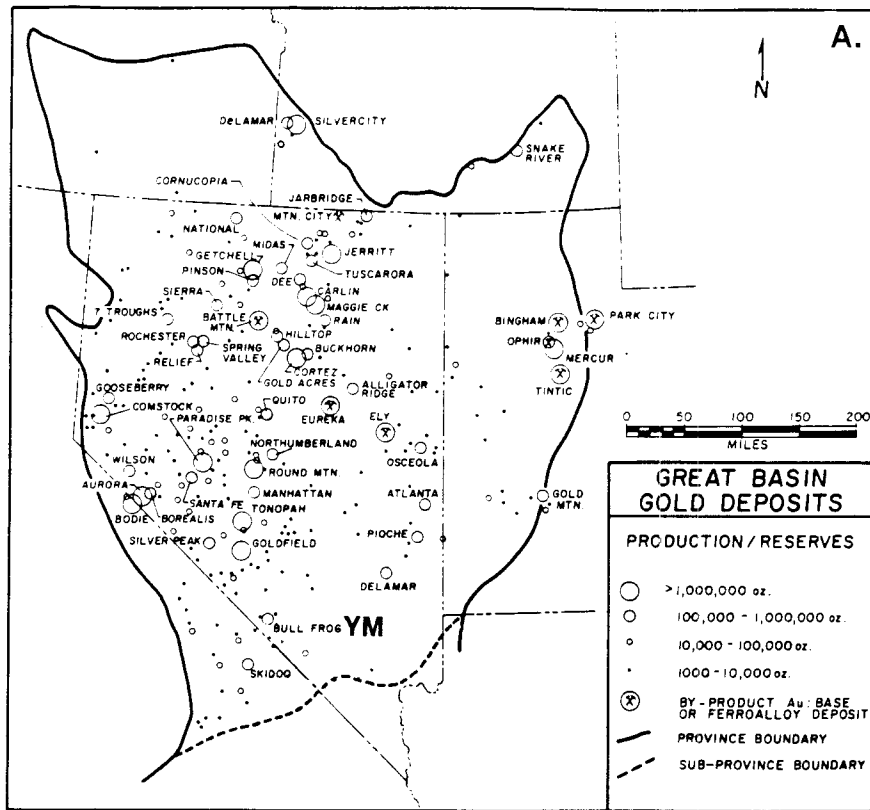 A.
N
DeLAMAR
SILVERCITY
SNAKE
RIVER
CORNUCOPIA
JARBRIDGE
MTN. CITY
NATIONAL
MIDAS
JERRITT
GETCHELL
TUSCARORA
PINSON
DEE
CARLIN
SIERRA
MAGGIE CK
7 TROUGHS
BATTLE
MTN.
RAIN
BINGHAM
PARK CITY
ROCHESTER
HILLTOP
OPHIR
SPRING
VALLEY
BUCKHORN
MERCUR
RELIEF
CORTEZ
TINTIC
GOLD ACRES
ALLIGATOR
RIDGE
GOOSEBERRY
QUITO
COMSTOCK
PARADISE PK.
EUREKA
ELY
0 50 100 150 200
MILES
NORTHUMBERLAND
OSCEOLA
WILSON
ROUND MTN.
AURORA
MANHATTAN
ATLANTA
GOLD
MTN.
SANTA FE
TONOPAH
BODIE
BOREALIS
SILVER PEAK
GOLDFIELD
PIOCHE
DELAMAR
BULL FROG
YM
SKIDOO
GREAT BASIN
GOLD DEPOSITS
PRODUCTION/RESERVES
>1,000,000 oz.
100,000 - 1,000,000 oz.
10,000 - 100,000 oz.
1000 - 10,000 oz.
BY-PRODUCT Au: BASE
OR FERROALLOY DEPOSIT
PROVINCE BOUNDARY
SUB-PROVINCE BOUNDARY